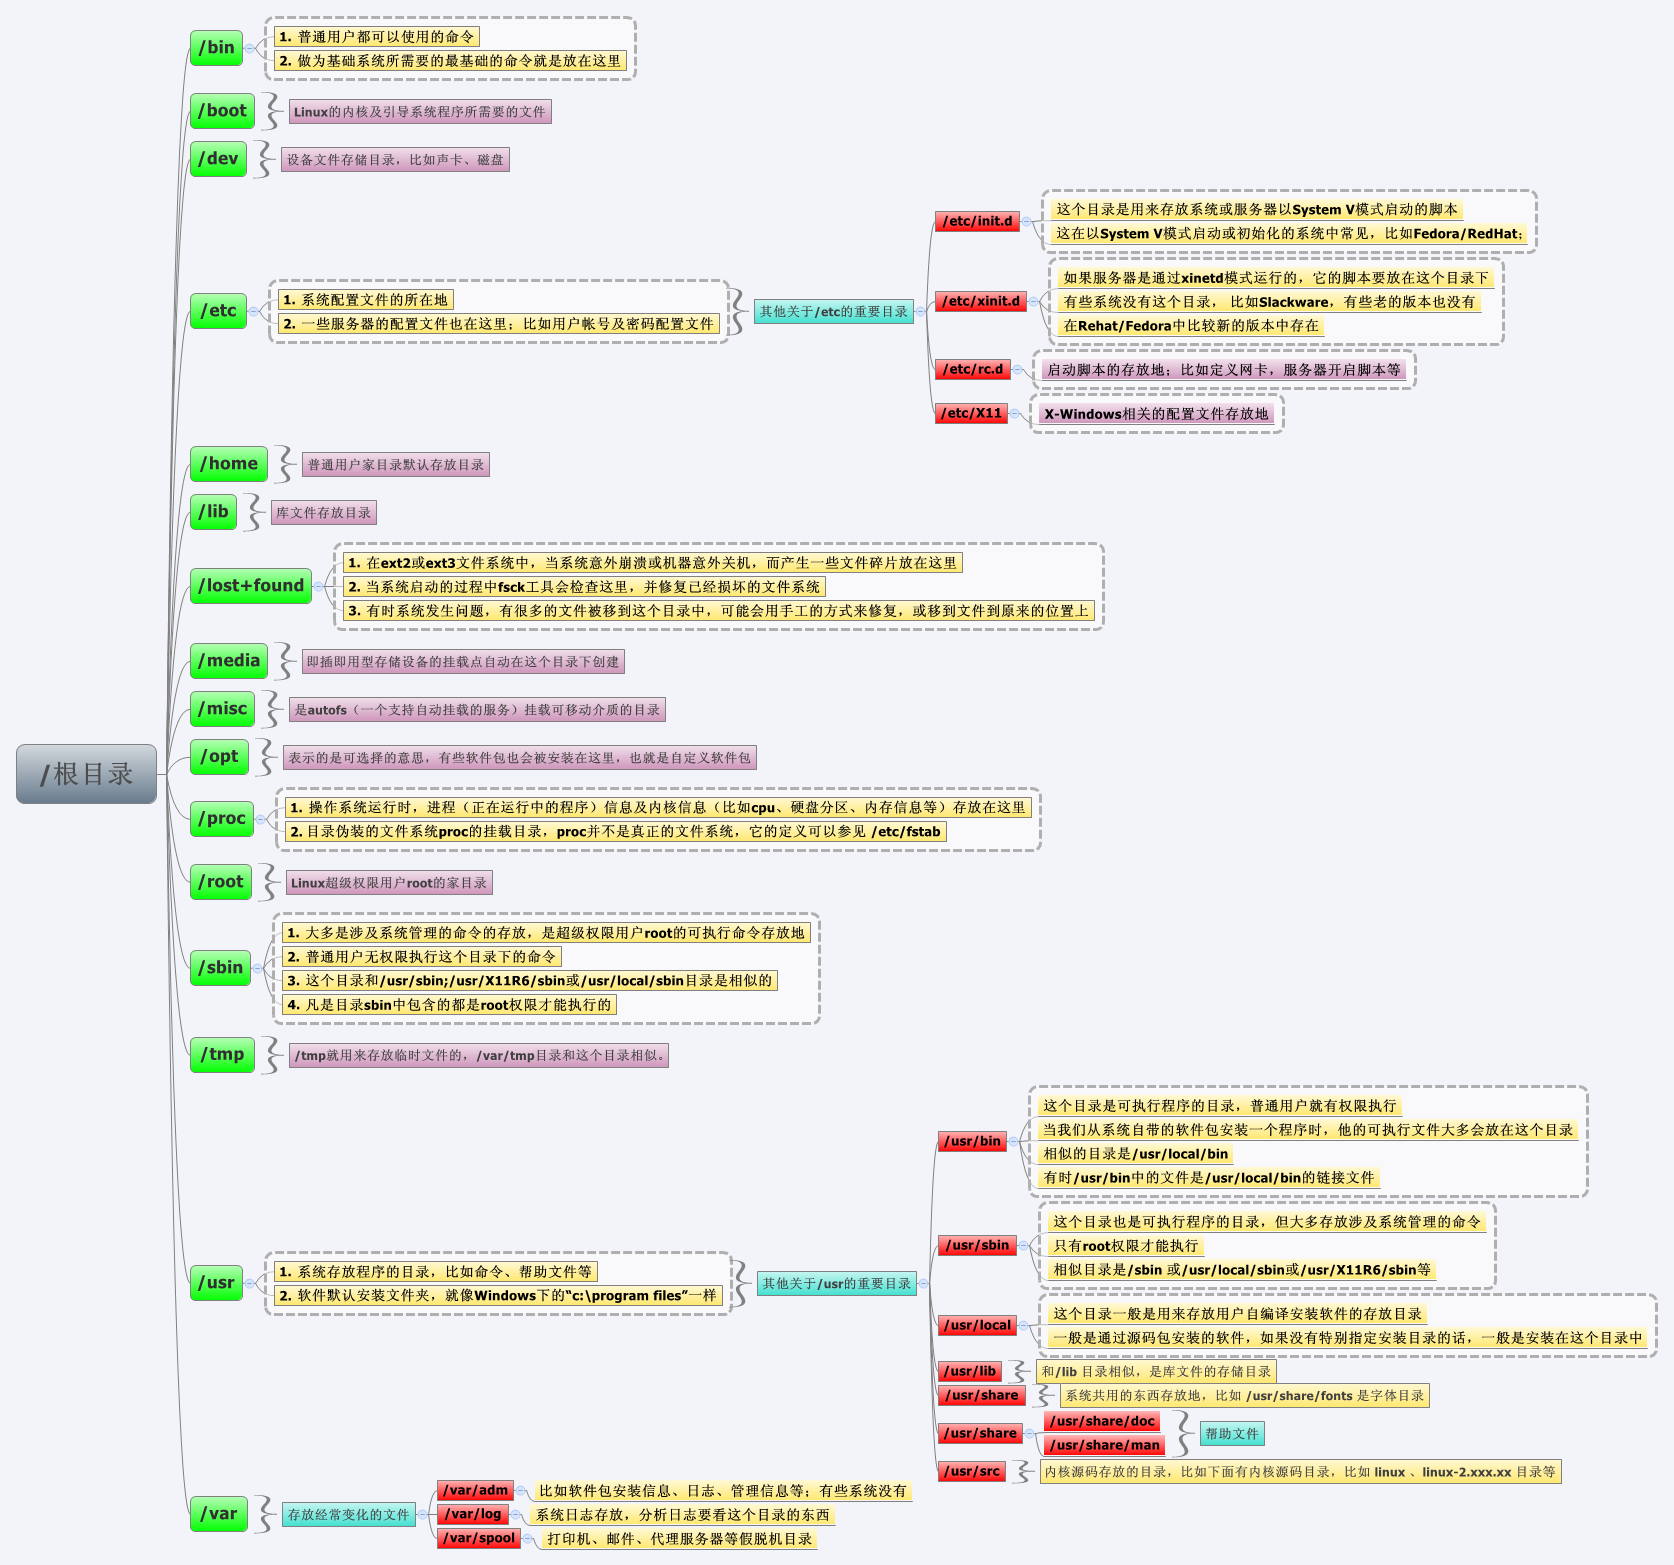 /根目录
/bin
1. 普通用户都可以使用的命令
2. 做为基础系统所需要的最基础的命令就是放在这里
/boot
Linux的内核及引导系统程序所需要的文件
/dev
设备文件存储目录，比如声卡、磁盘
/etc
1. 系统配置文件的所在地
2. 一些服务器的配置文件也在这里；比如用户帐号及密码配置文件
其他关于/etc的重要目录
/etc/init.d
这个目录是用来存放系统或服务器以System V模式启动的脚本
这在以System V模式启动或初始化的系统中常见，比如Fedora/RedHat；
/etc/xinit.d
如果服务器是通过xinetd模式运行的，它的脚本要放在这个目录下
有些系统没有这个目录， 比如Slackware，有些老的版本也没有
在Rehat/Fedora中比较新的版本中存在
/etc/rc.d
启动脚本的存放地；比如定义网卡，服务器开启脚本等
/etc/X11
X-Windows相关的配置文件存放地
/home
普通用户家目录默认存放目录
/lib
库文件存放目录
/lost+found
1. 在ext2或ext3文件系统中，当系统意外崩溃或机器意外关机，而产生一些文件碎片放在这里
2. 当系统启动的过程中fsck工具会检查这里，并修复已经损坏的文件系统
3. 有时系统发生问题，有很多的文件被移到这个目录中，可能会用手工的方式来修复，或移到文件到原来的位置上
/media
即插即用型存储设备的挂载点自动在这个目录下创建
/misc
是autofs（一个支持自动挂载的服务）挂载可移动介质的目录
/opt
表示的是可选择的意思，有些软件包也会被安装在这里，也就是自定义软件包
/proc
1. 操作系统运行时，进程（正在运行中的程序）信息及内核信息（比如cpu、硬盘分区、内存信息等）存放在这里
2. 目录伪装的文件系统proc的挂载目录，proc并不是真正的文件系统，它的定义可以参见 /etc/fstab
/root
Linux超级权限用户root的家目录
/sbin
1. 大多是涉及系统管理的命令的存放，是超级权限用户root的可执行命令存放地
2. 普通用户无权限执行这个目录下的命令
3. 这个目录和/usr/sbin;/usr/X11R6/sbin或/usr/local/sbin目录是相似的
4. 凡是目录sbin中包含的都是root权限才能执行的
/tmp
/tmp就用来存放临时文件的，/var/tmp目录和这个目录相似。
/usr
1. 系统存放程序的目录，比如命令、帮助文件等
2. 软件默认安装文件夹，就像Windows下的“c:\program files”一样
其他关于/usr的重要目录
/usr/bin
这个目录是可执行程序的目录，普通用户就有权限执行
当我们从系统自带的软件包安装一个程序时，他的可执行文件大多会放在这个目录
相似的目录是/usr/local/bin
有时/usr/bin中的文件是/usr/local/bin的链接文件
/usr/sbin
这个目录也是可执行程序的目录，但大多存放涉及系统管理的命令
只有root权限才能执行
相似目录是/sbin 或/usr/local/sbin或/usr/X11R6/sbin等
/usr/local
这个目录一般是用来存放用户自编译安装软件的存放目录
一般是通过源码包安装的软件，如果没有特别指定安装目录的话，一般是安装在这个目录中
/usr/lib
和/lib 目录相似，是库文件的存储目录
/usr/share
系统共用的东西存放地，比如 /usr/share/fonts 是字体目录
/usr/share
/usr/share/doc
/usr/share/man
帮助文件
/usr/src
内核源码存放的目录，比如下面有内核源码目录，比如 linux 、linux-2.xxx.xx 目录等
/var
存放经常变化的文件
/var/adm
比如软件包安装信息、日志、管理信息等；有些系统没有
/var/log
系统日志存放，分析日志要看这个目录的东西
/var/spool
打印机、邮件、代理服务器等假脱机目录